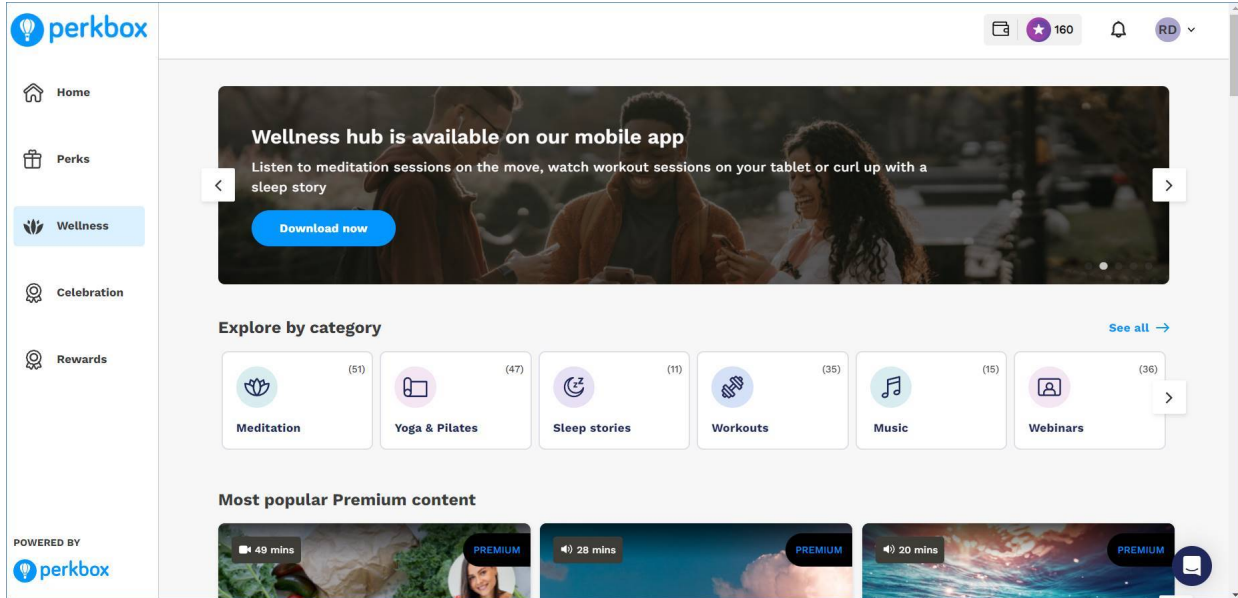 perkbox
160
RD
Home
Perks
Wellness
Celebration
Rewards
POWERED BY
perkbox
Wellness hub is available on our mobile app
Listen to meditation sessions on the move, watch workout sessions on your tablet or curl up with a
sleep story
Download now
Explore by category
See all →
(51)
Meditation
(47)
Yoga & Pilates
(11)
Sleep stories
(35)
Workouts
(15)
Music
(36)
Webinars
Most popular Premium content
49 mins
PREMIUM
28 mins
PREMIUM
20 mins
PREMIUM